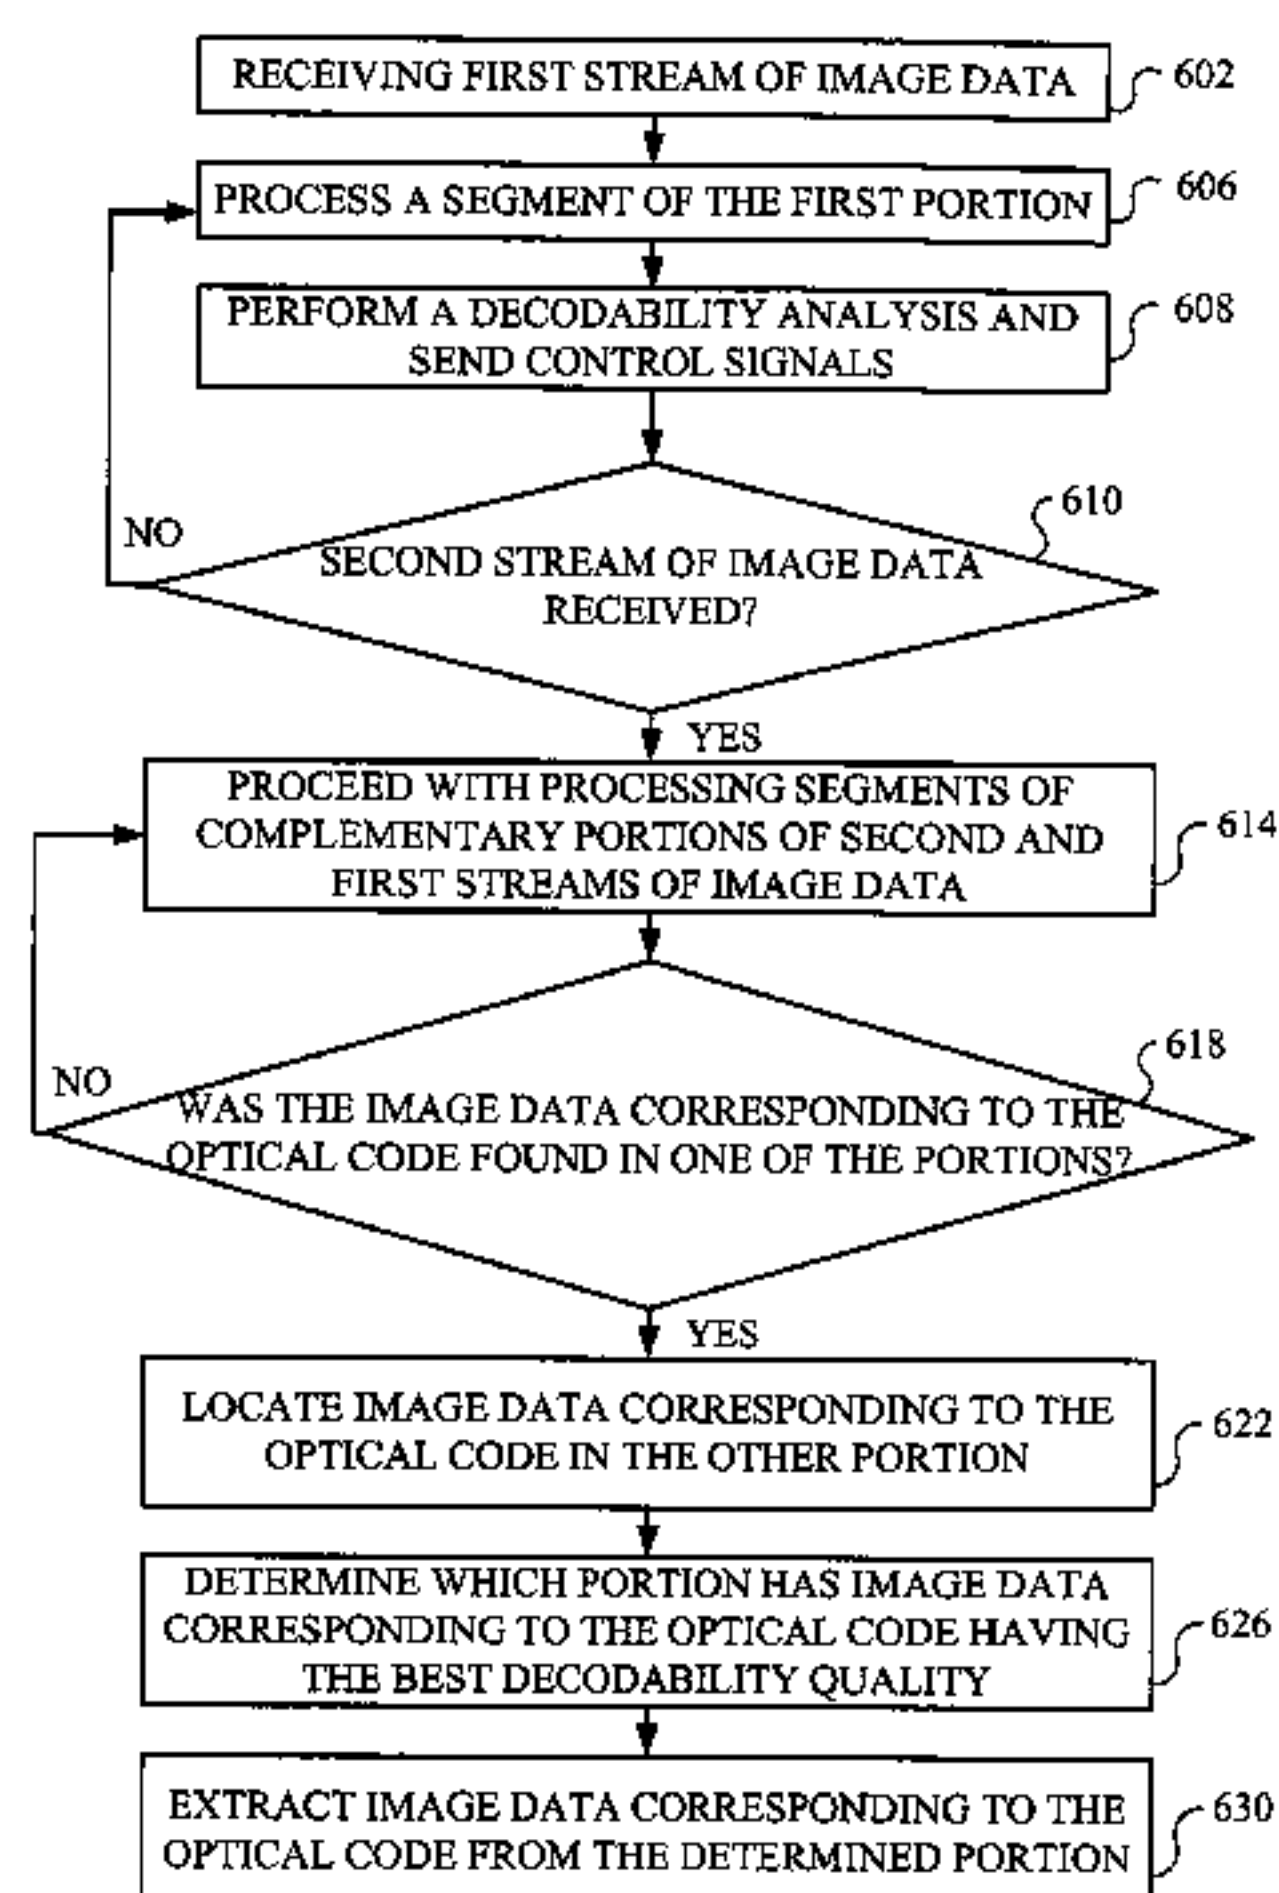 RECEIVING FIRST STREAM OF IMAGE DATA
602
PROCESS A SEGMENT OF THE FIRST PORTION
606
PERFORM A DECODABILITY ANALYSIS AND
SEND CONTROL SIGNALS
608
610
NO
SECOND STREAM OF IMAGE DATA
RECEIVED?
YES
PROCEED WITH PROCESSING SEGMENTS OF
COMPLEMENTARY PORTIONS OF SECOND AND
FIRST STREAMS OF IMAGE DATA
614
618
NO
WAS THE IMAGE DATA CORRESPONDING TO THE
OPTICAL CODE FOUND IN ONE OF THE PORTIONS?
YES
LOCATE IMAGE DATA CORRESPONDING TO THE
OPTICAL CODE IN THE OTHER PORTION
622
DETERMINE WHICH PORTION HAS IMAGE DATA
CORRESPONDING TO THE OPTICAL CODE HAVING
THE BEST DECODABILITY QUALITY
626
EXTRACT IMAGE DATA CORRESPONDING TO THE
OPTICAL CODE FROM THE DETERMINED PORTION
630